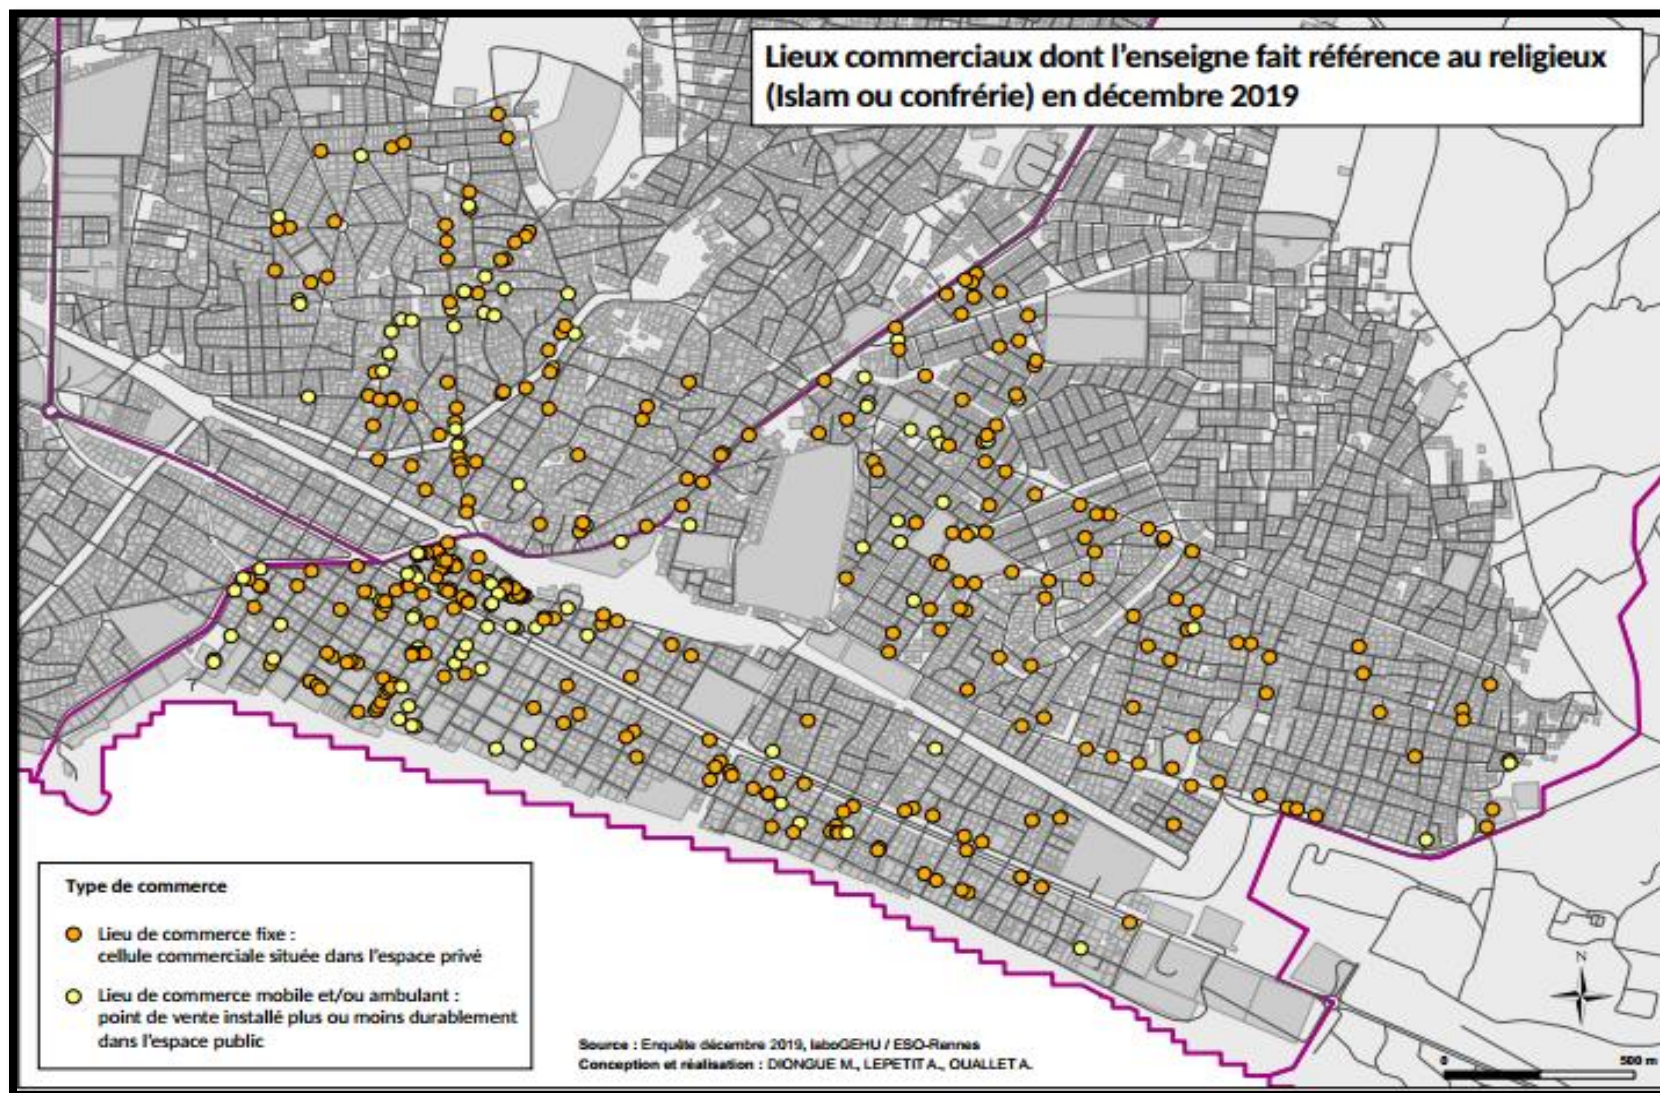 Lieux commerciaux dont l'enseigne fait référence au religieux
(Islam ou confrérie) en décembre 2019
Type de commerce
Lieu de commerce fixe :
cellule commerciale située dans l'espace privé
Lieu de commerce mobile et/ou ambulant :
point de vente installé plus ou moins durablement
dans l'espace public
Source : Enquête décembre 2019, laboGEHU / ESO-Rennes
Conception et réalisation : DIONGUE M., LEPETIT A., OUALLET A.
N
0 500 m